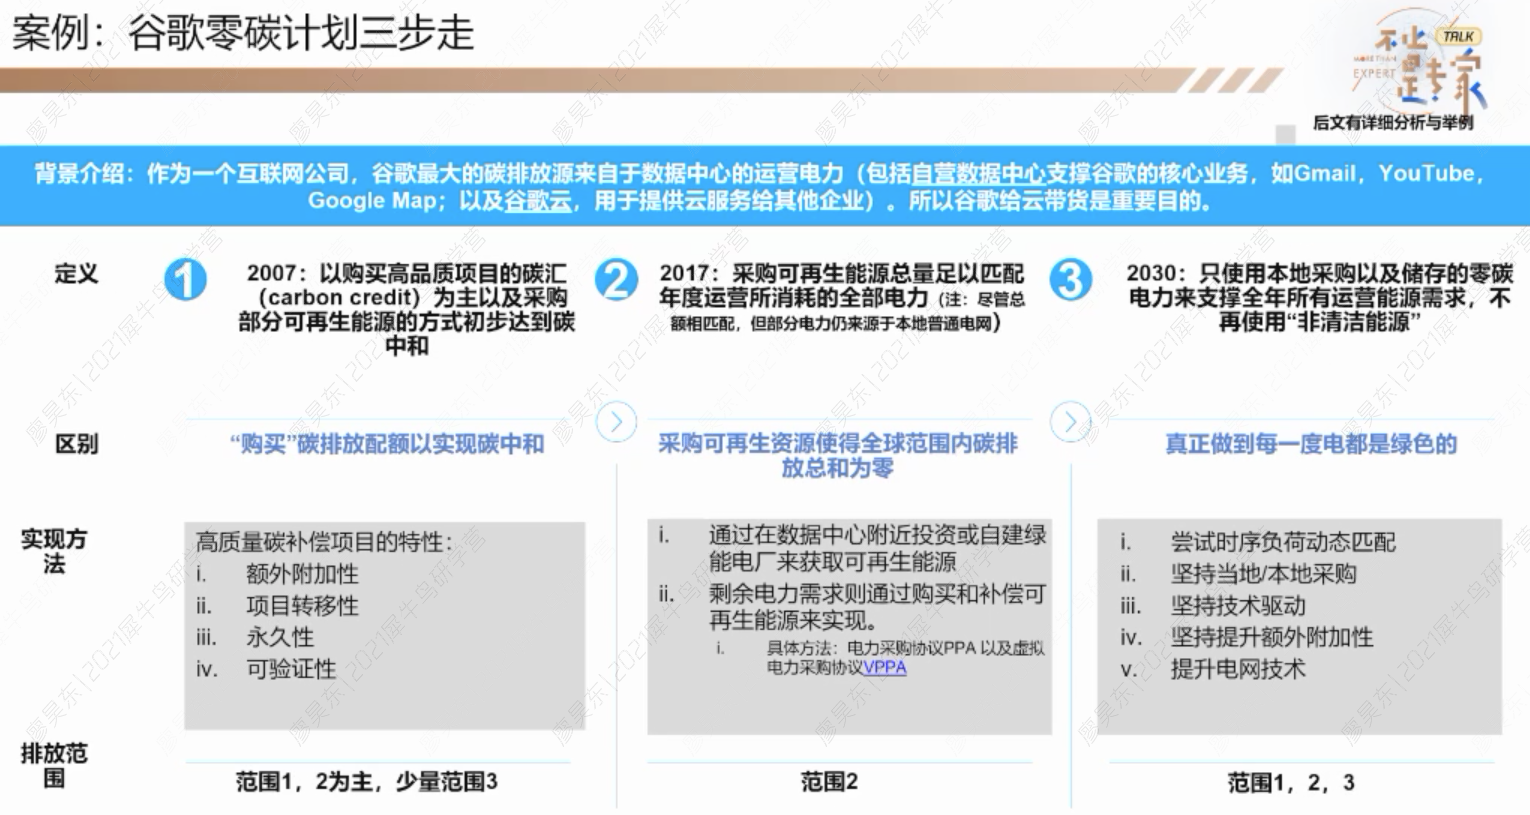 案例：谷歌零碳计划三步走
不止 TALK
MORE THAN
EXPERT
是专家
后文有详细分析与举例
背景介绍：作为一个互联网公司，谷歌最大的碳排放源来自于数据中心的运营电力（包括自营数据中心支撑谷歌的核心业务，如Gmail，YouTube，
Google Map；以及谷歌云，用于提供云服务给其他企业）。所以谷歌给云带货是重要目的。
定义
1
2007：以购买高品质项目的碳汇
（carbon credit）为主以及采购
部分可再生能源的方式初步达到碳
中和
2
2017：采购可再生能源总量足以匹配
年度运营所消耗的全部电力（注：尽管总
额相匹配，但部分电力仍来源于本地普通电网）
3
2030：只使用本地采购以及储存的零碳
电力来支撑全年所有运营能源需求，不
再使用“非清洁能源”
区别
“购买”碳排放配额以实现碳中和
采购可再生资源使得全球范围内碳排
放总和为零
真正做到每一度电都是绿色的
实现方
法
高质量碳补偿项目的特性：
i. 额外附加性
ii. 项目转移性
iii. 永久性
iv. 可验证性
i. 通过在数据中心附近投资或自建绿
能电厂来获取可再生能源
ii. 剩余电力需求则通过购买和补偿可
再生能源来实现。
i. 具体方法：电力采购协议PPA 以及虚拟
电力采购协议VPPA
i. 尝试时序负荷动态匹配
ii. 坚持当地/本地采购
iii. 坚持技术驱动
iv. 坚持提升额外附加性
v. 提升电网技术
排放范
围
范围1，2为主，少量范围3
范围2
范围1，2，3
廖昊东|2021犀牛鸟研学营